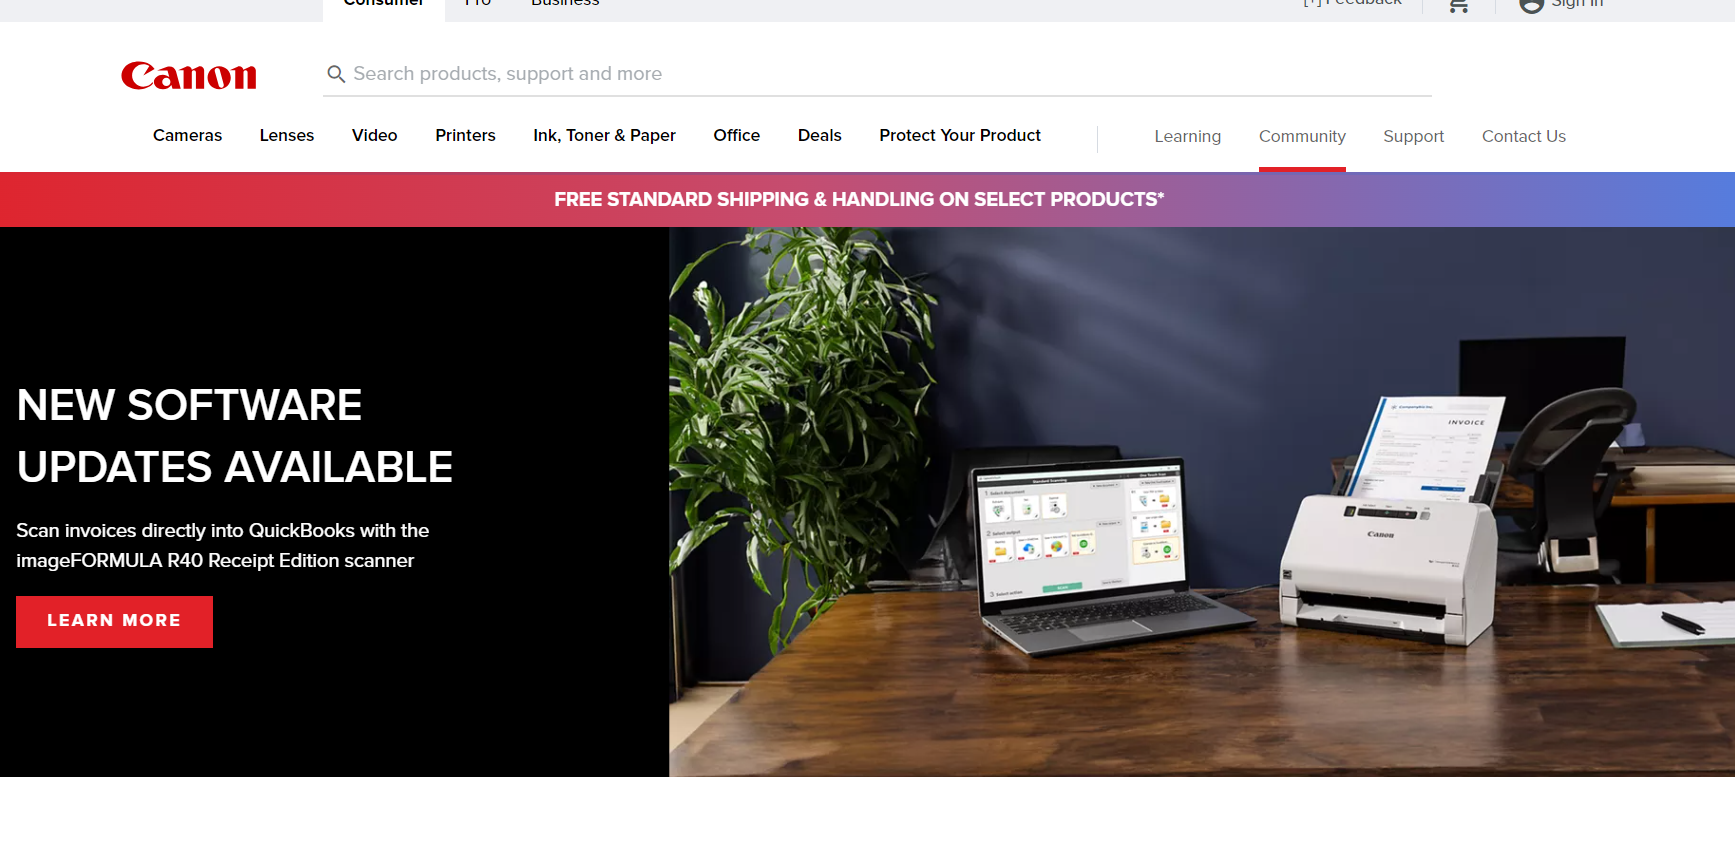 Consumer
Pro
Business
[+] Feedback
Sign In
Canon
Search products, support and more
Cameras
Lenses
Video
Printers
Ink, Toner & Paper
Office
Deals
Protect Your Product
Learning
Community
Support
Contact Us
FREE STANDARD SHIPPING & HANDLING ON SELECT PRODUCTS*
NEW SOFTWARE
UPDATES AVAILABLE
Scan invoices directly into QuickBooks with the
imageFORMULA R40 Receipt Edition scanner
LEARN MORE
INVOICE
Canon